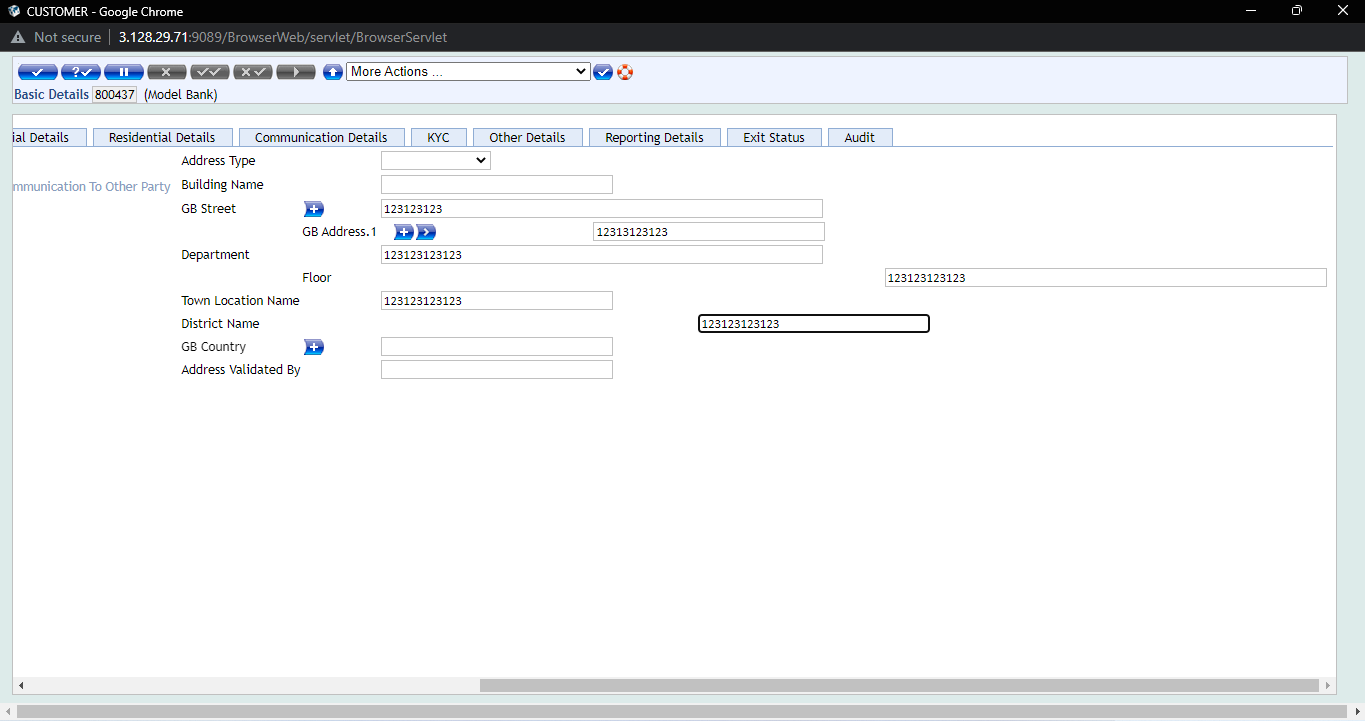 CUSTOMER - Google Chrome
Not secure 3.128.29.71:9089/BrowserWeb/servlet/BrowserServlet
More Actions ...
Basic Details 800437 (Model Bank)
ial Details Residential Details Communication Details KYC Other Details Reporting Details Exit Status Audit
Address Type
mmunication To Other Party Building Name
GB Street 123123123
GB Address.1 12313123123
Department 123123123123
Floor 123123123123
Town Location Name 123123123123
District Name 123123123123
GB Country
Address Validated By